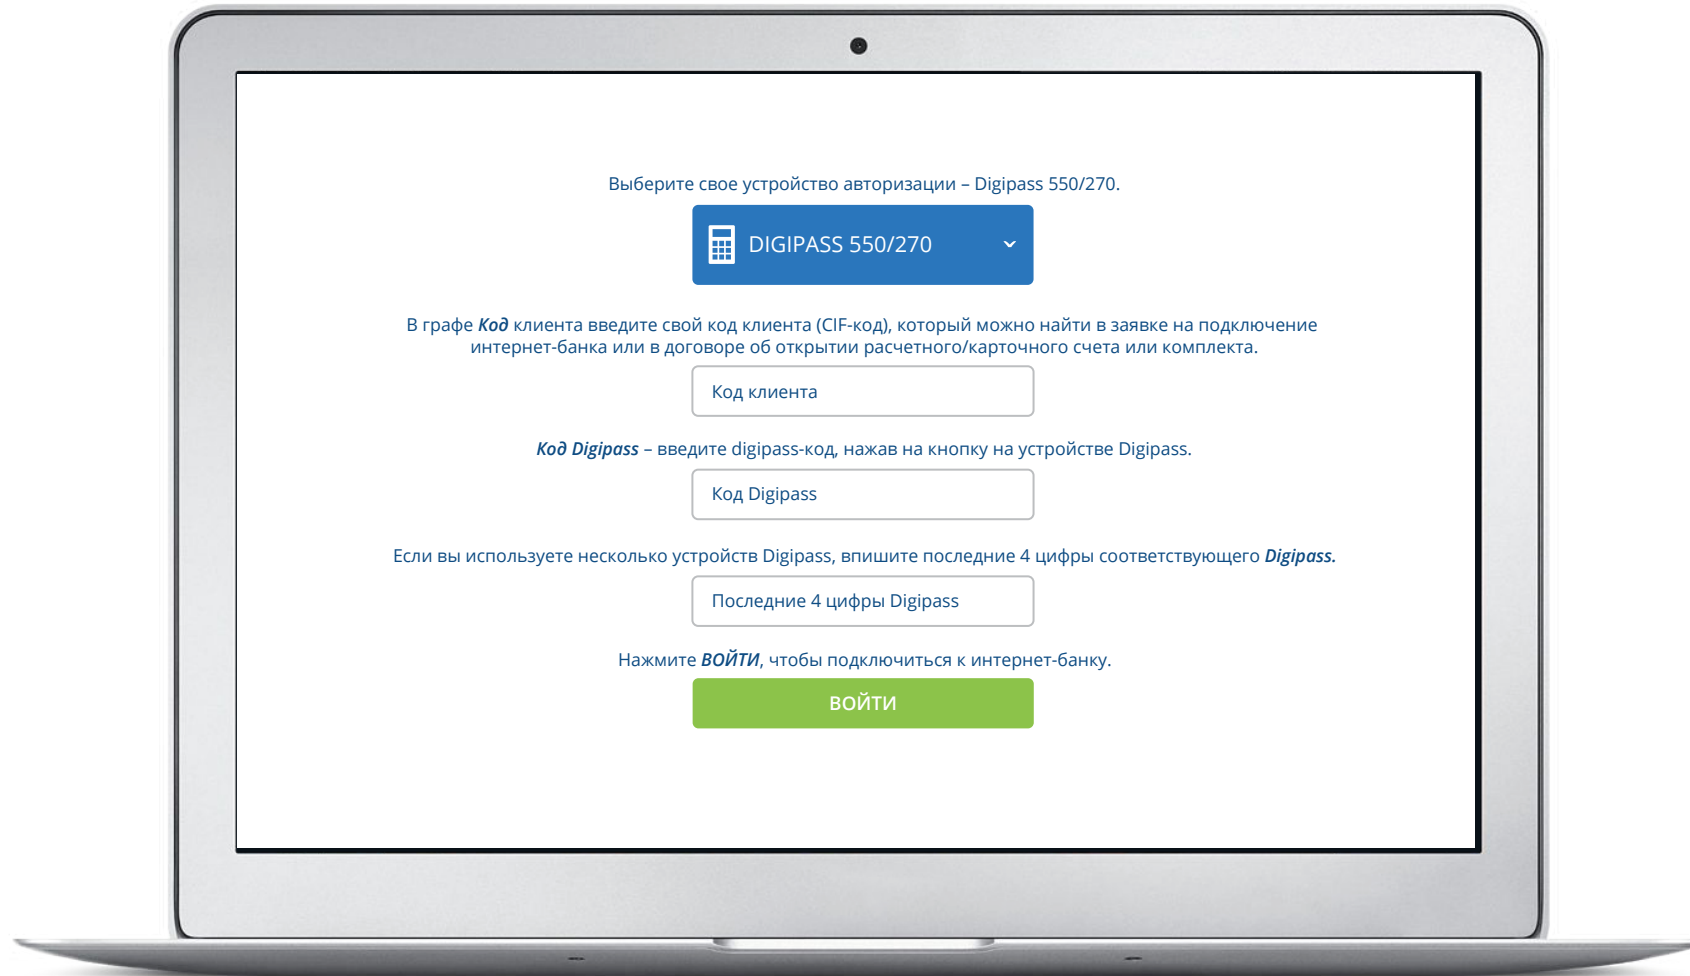 Выберите свое устройство авторизации – Digipass 550/270.
DIGIPASS 550/270
В графе Код клиента введите свой код клиента (CIF-код), который можно найти в заявке на подключение
интернет-банка или в договоре об открытии расчетного/карточного счета или комплекта.
Код клиента
Код Digipass – введите digipass-код, нажав на кнопку на устройстве Digipass.
Код Digipass
Если вы используете несколько устройств Digipass, впишите последние 4 цифры соответствующего Digipass.
Последние 4 цифры Digipass
Нажмите ВОЙТИ, чтобы подключиться к интернет-банку.
ВОЙТИ